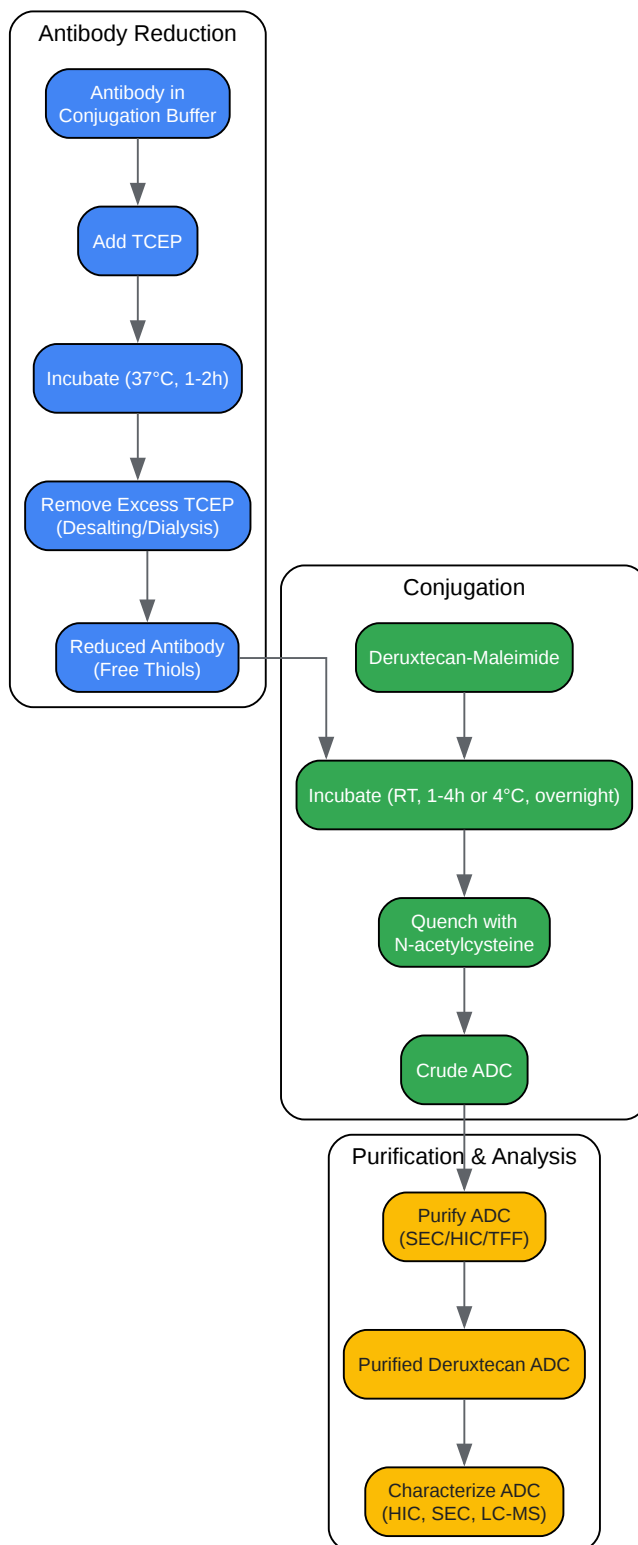 Antibody Reduction
Antibody in
Conjugation Buffer
Add TCEP
Incubate (37°C, 1-2h)
Remove Excess TCEP
(Desalting/Dialysis)
Reduced Antibody
(Free Thiols)
Conjugation
Deruxtecan-Maleimide
Incubate (RT, 1-4h or 4°C, overnight)
Quench with
N-acetylcysteine
Crude ADC
Purification & Analysis
Purify ADC
(SEC/HIC/TFF)
Purified Deruxtecan ADC
Characterize ADC
(HIC, SEC, LC-MS)